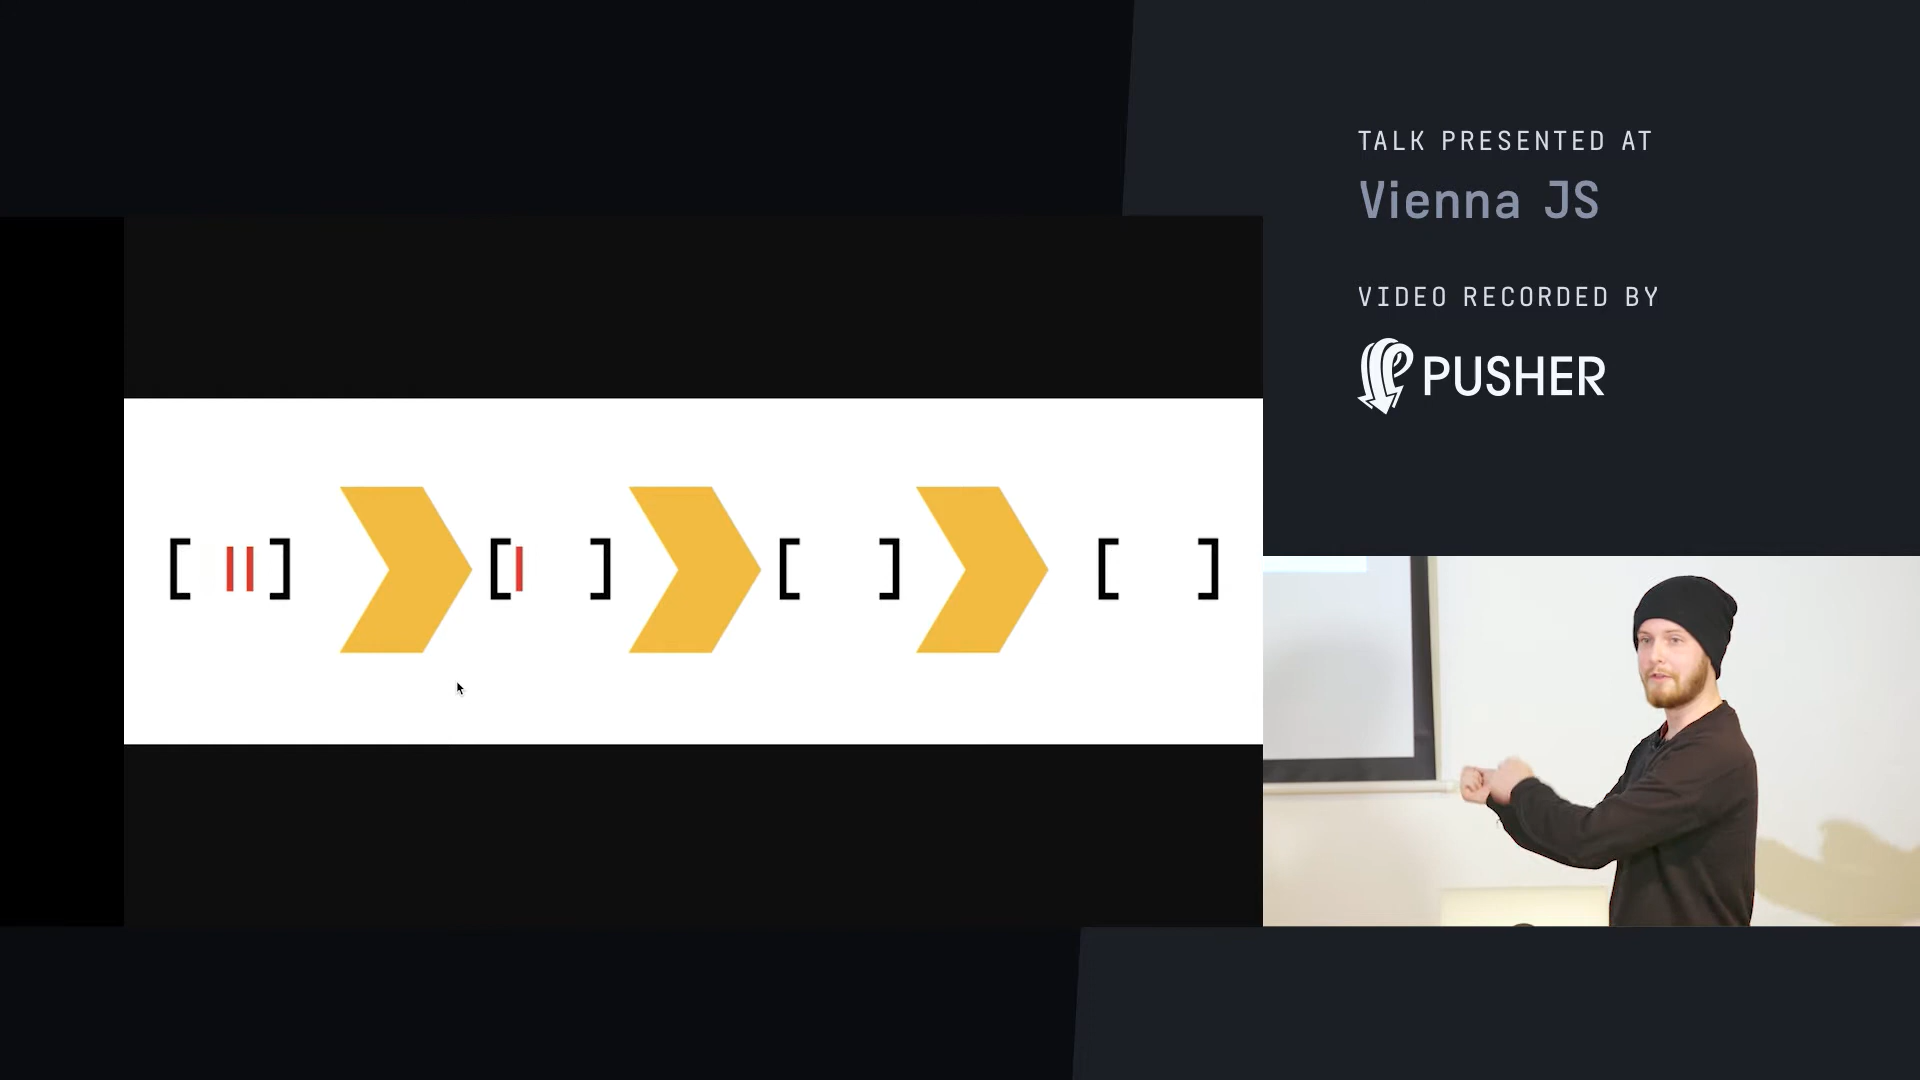 TALK PRESENTED AT
Vienna JS
VIDEO RECORDED BY
PUSHER
[ || ] [ | ] [ ] [ ]